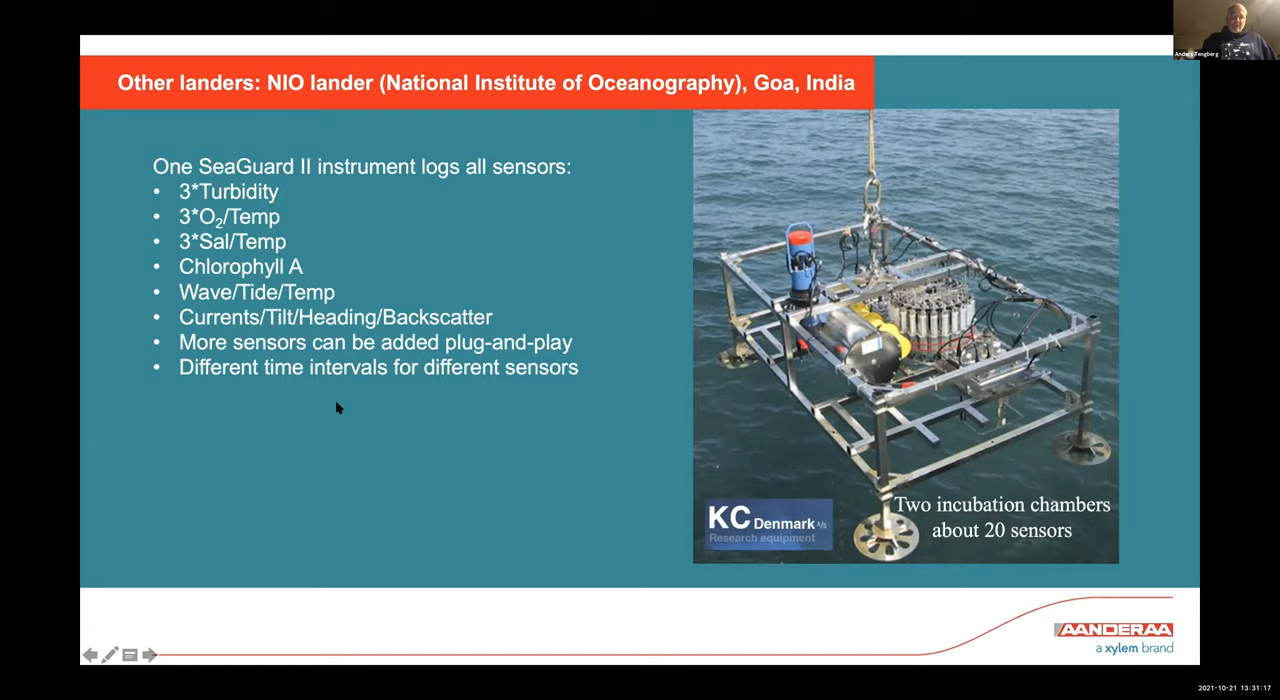 Anders Tengberg
Other landers: NIO lander (National Institute of Oceanography), Goa, India
One SeaGuard II instrument logs all sensors:
• 3*Turbidity
• 3*O₂/Temp
• 3*Sal/Temp
• Chlorophyll A
• Wave/Tide/Temp
• Currents/Tilt/Heading/Backscatter
• More sensors can be added plug-and-play
• Different time intervals for different sensors
KC Denmark A/S
Research equipment
Two incubation chambers
about 20 sensors
AANDERAA
a xylem brand
2021-10-21 13:31:17